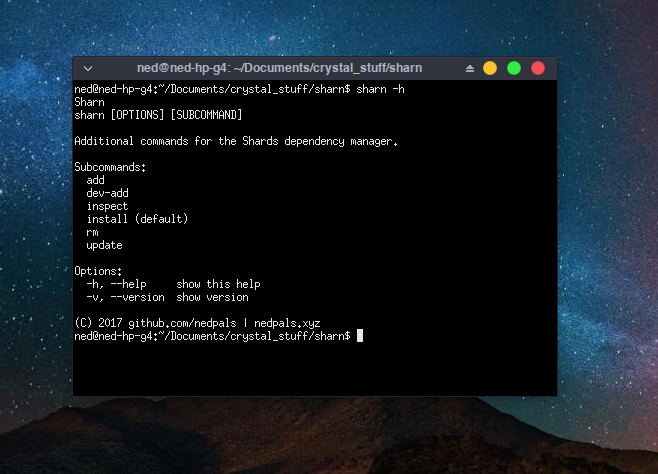 ned@ned-hp-g4: ~/Documents/crystal_stuff/sharn
ned@ned-hp-g4:~/Documents/crystal_stuff/sharn$ sharn -h
Sharn
sharn [OPTIONS] [SUBCOMMAND]
Additional commands for the Shards dependency manager.
Subcommands:
add
dev-add
inspect
install (default)
rm
update
Options:
-h, --help     show this help
-v, --version  show version
(C) 2017 github.com/nedpals | nedpals.xyz
ned@ned-hp-g4:~/Documents/crystal_stuff/sharn$